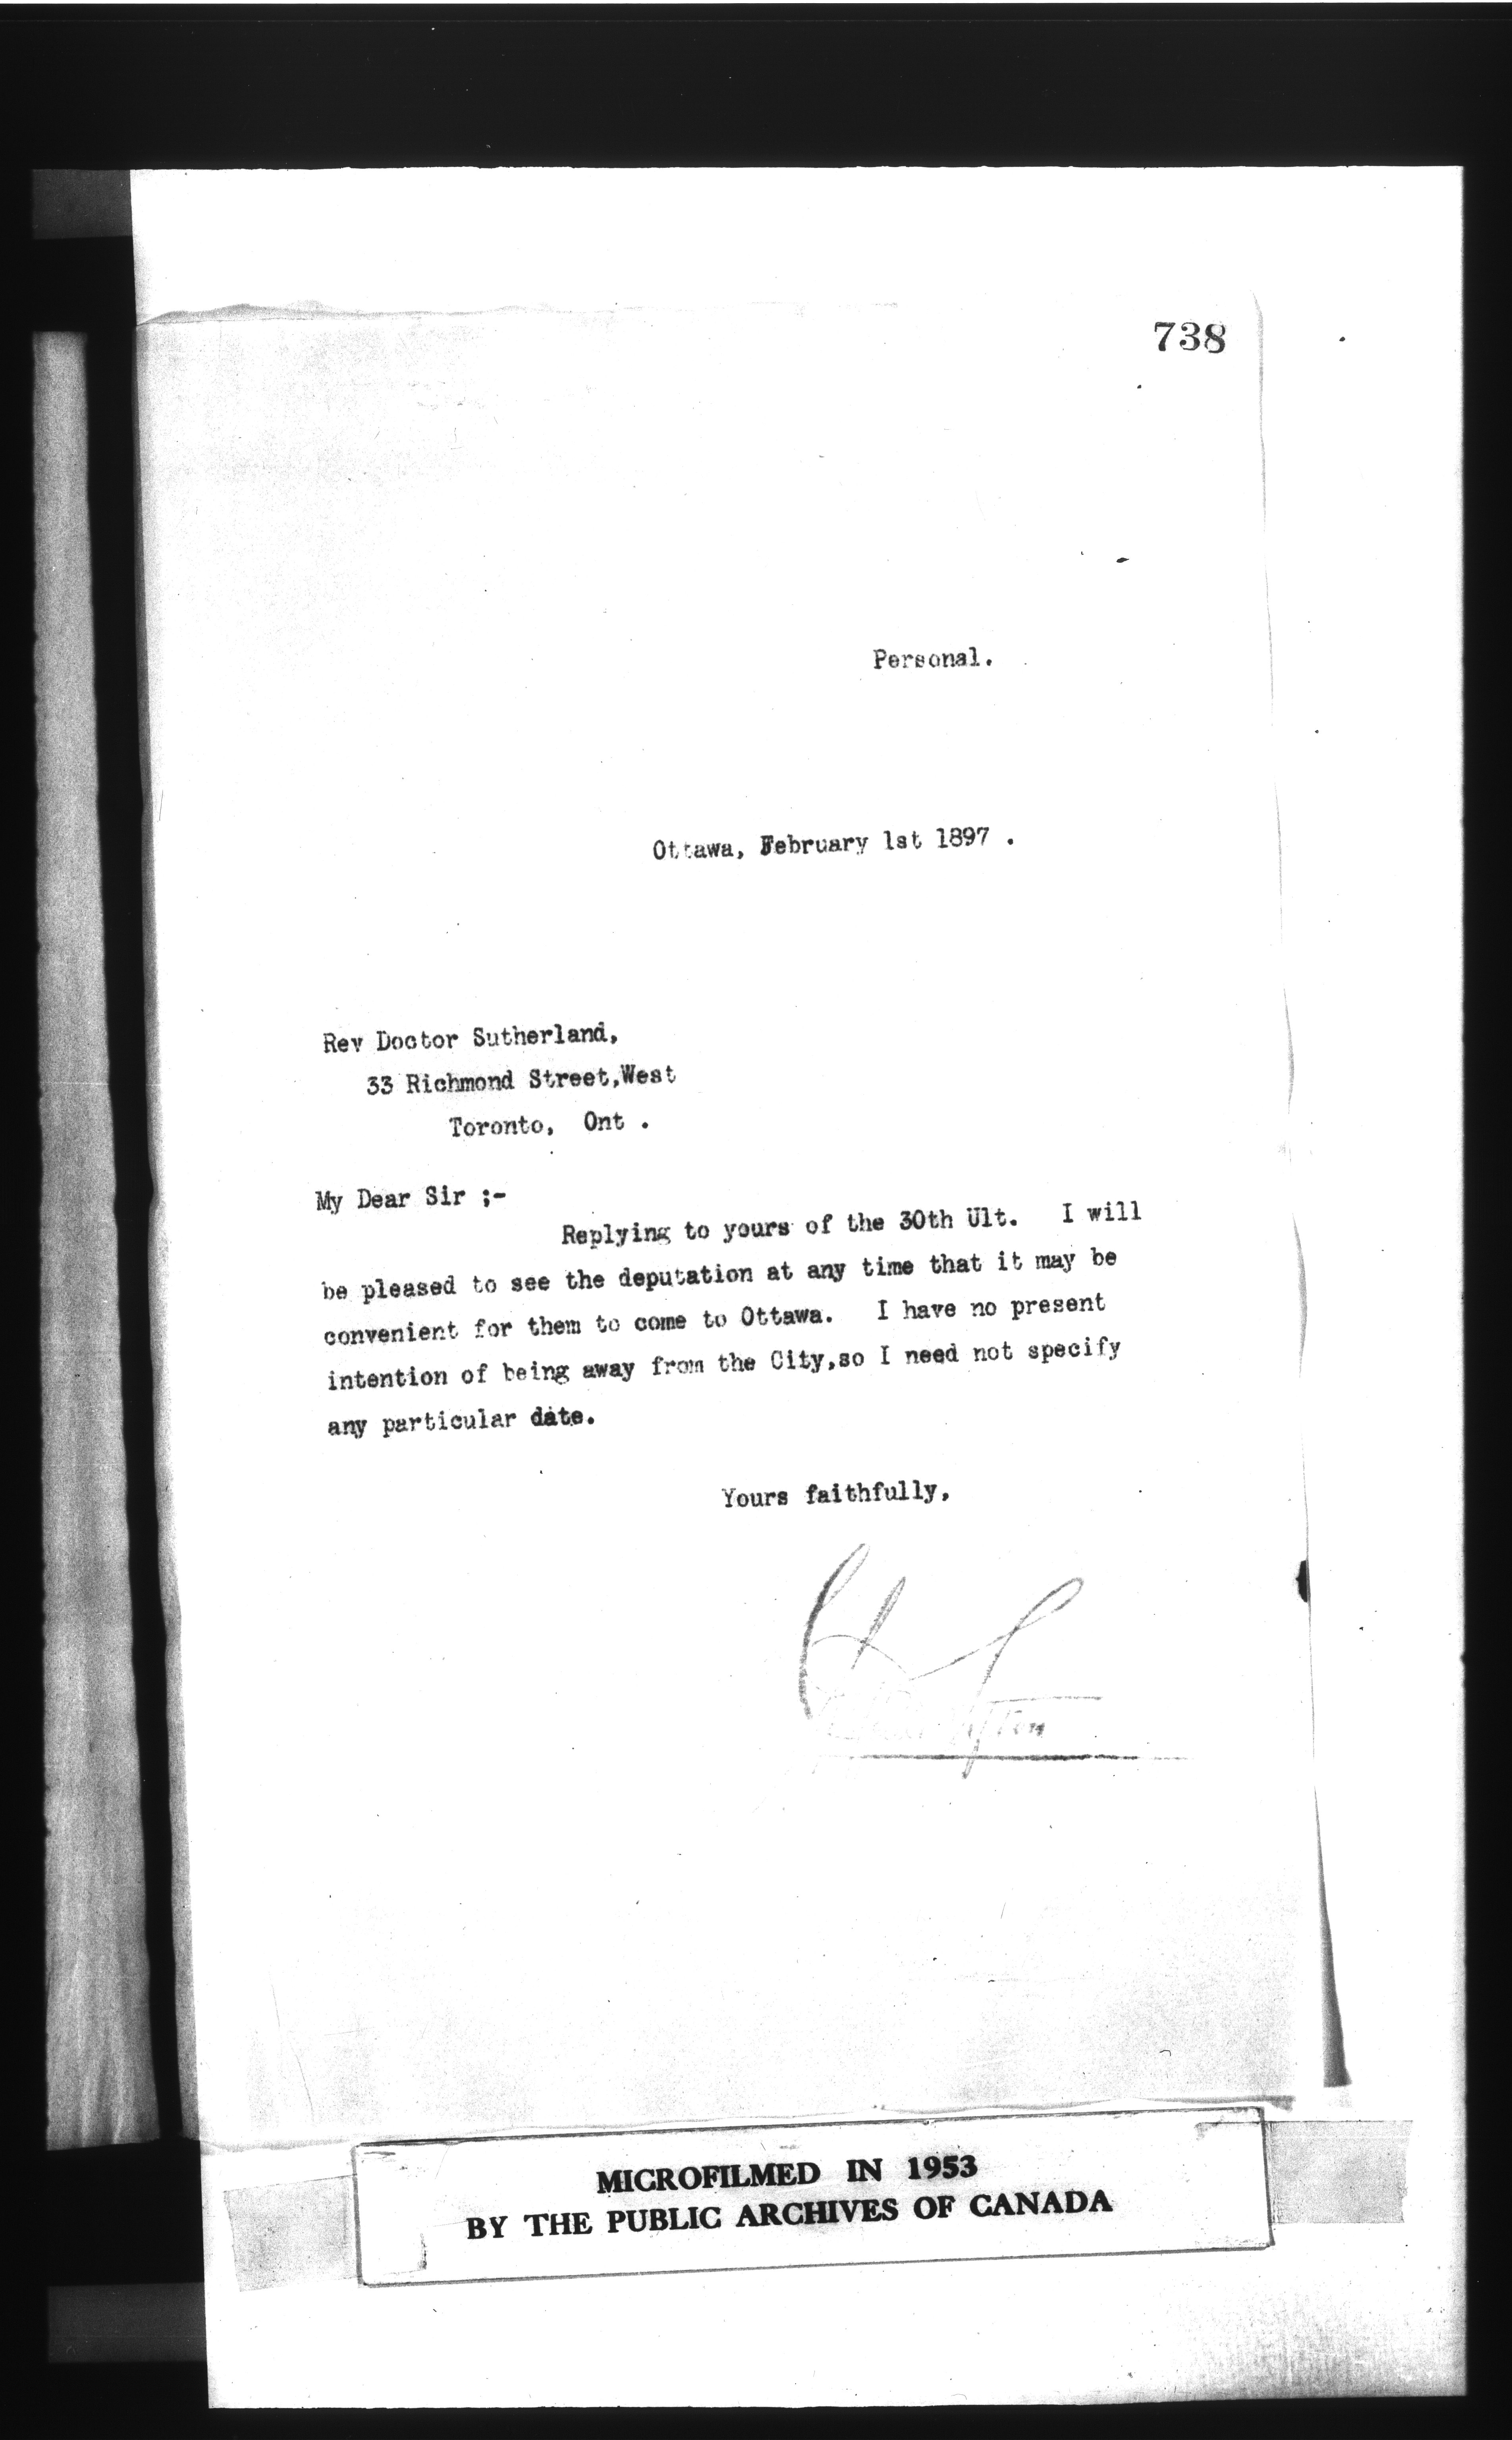 738
Personal.
Ottawa, February 1st 1897 .
Rev Doctor Sutherland,
33 Richmond Street,West
Toronto, Ont .
My Dear Sir ;-
Replying to yours of the 30th Ult. I will
be pleased to see the deputation at any time that it may be
convenient for them to come to Ottawa. I have no present
intention of being away from the City,so I need not specify
any particular date.
Yours faithfully,
MICROFILMED IN 1953
BY THE PUBLIC ARCHIVES OF CANADA